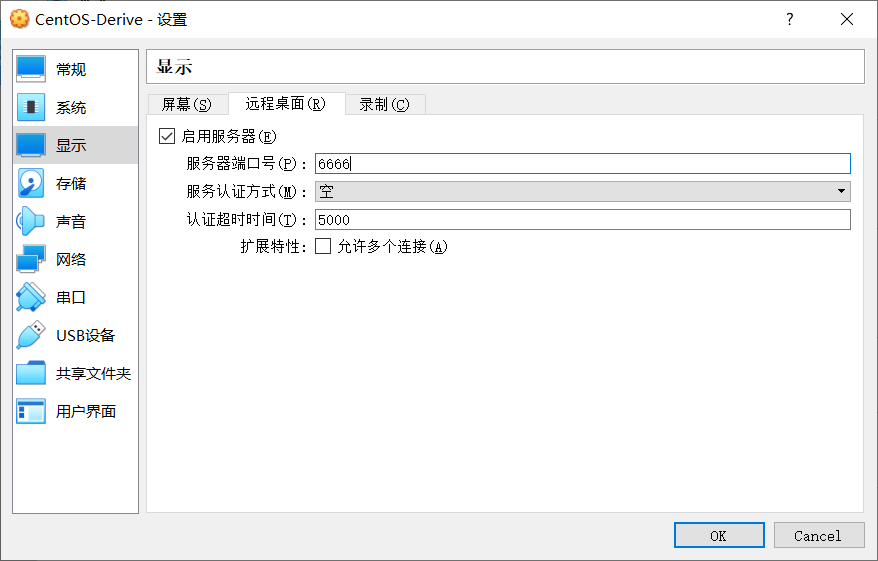 CentOS-Derive - 设置
?
常规
系统
显示
存储
声音
网络
串口
USB设备
共享文件夹
用户界面
显示
屏幕(S) 远程桌面(R) 录制(C)
启用服务器(E)
服务器端口号(P)： 6666
服务认证方式(M)： 空
认证超时时间(T)： 5000
扩展特性： 允许多个连接(A)
OK Cancel